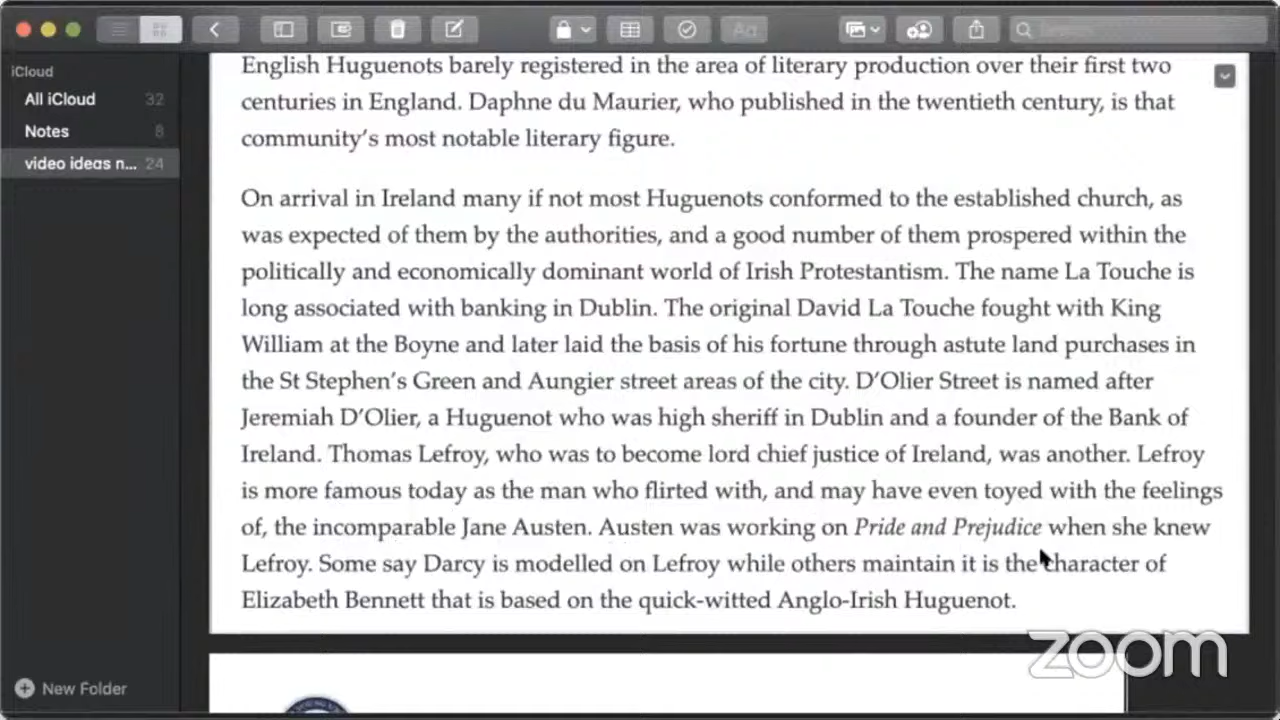 Aa
Search
iCloud
All iCloud 32
Notes 8
video ideas n... 24
English Huguenots barely registered in the area of literary production over their first two
centuries in England. Daphne du Maurier, who published in the twentieth century, is that
community's most notable literary figure.
On arrival in Ireland many if not most Huguenots conformed to the established church, as
was expected of them by the authorities, and a good number of them prospered within the
politically and economically dominant world of Irish Protestantism. The name La Touche is
long associated with banking in Dublin. The original David La Touche fought with King
William at the Boyne and later laid the basis of his fortune through astute land purchases in
the St Stephen's Green and Aungier street areas of the city. D'Olier Street is named after
Jeremiah D'Olier, a Huguenot who was high sheriff in Dublin and a founder of the Bank of
Ireland. Thomas Lefroy, who was to become lord chief justice of Ireland, was another. Lefroy
is more famous today as the man who flirted with, and may have even toyed with the feelings
of, the incomparable Jane Austen. Austen was working on Pride and Prejudice when she knew
Lefroy. Some say Darcy is modelled on Lefroy while others maintain it is the character of
Elizabeth Bennett that is based on the quick-witted Anglo-Irish Huguenot.
zoom
New Folder